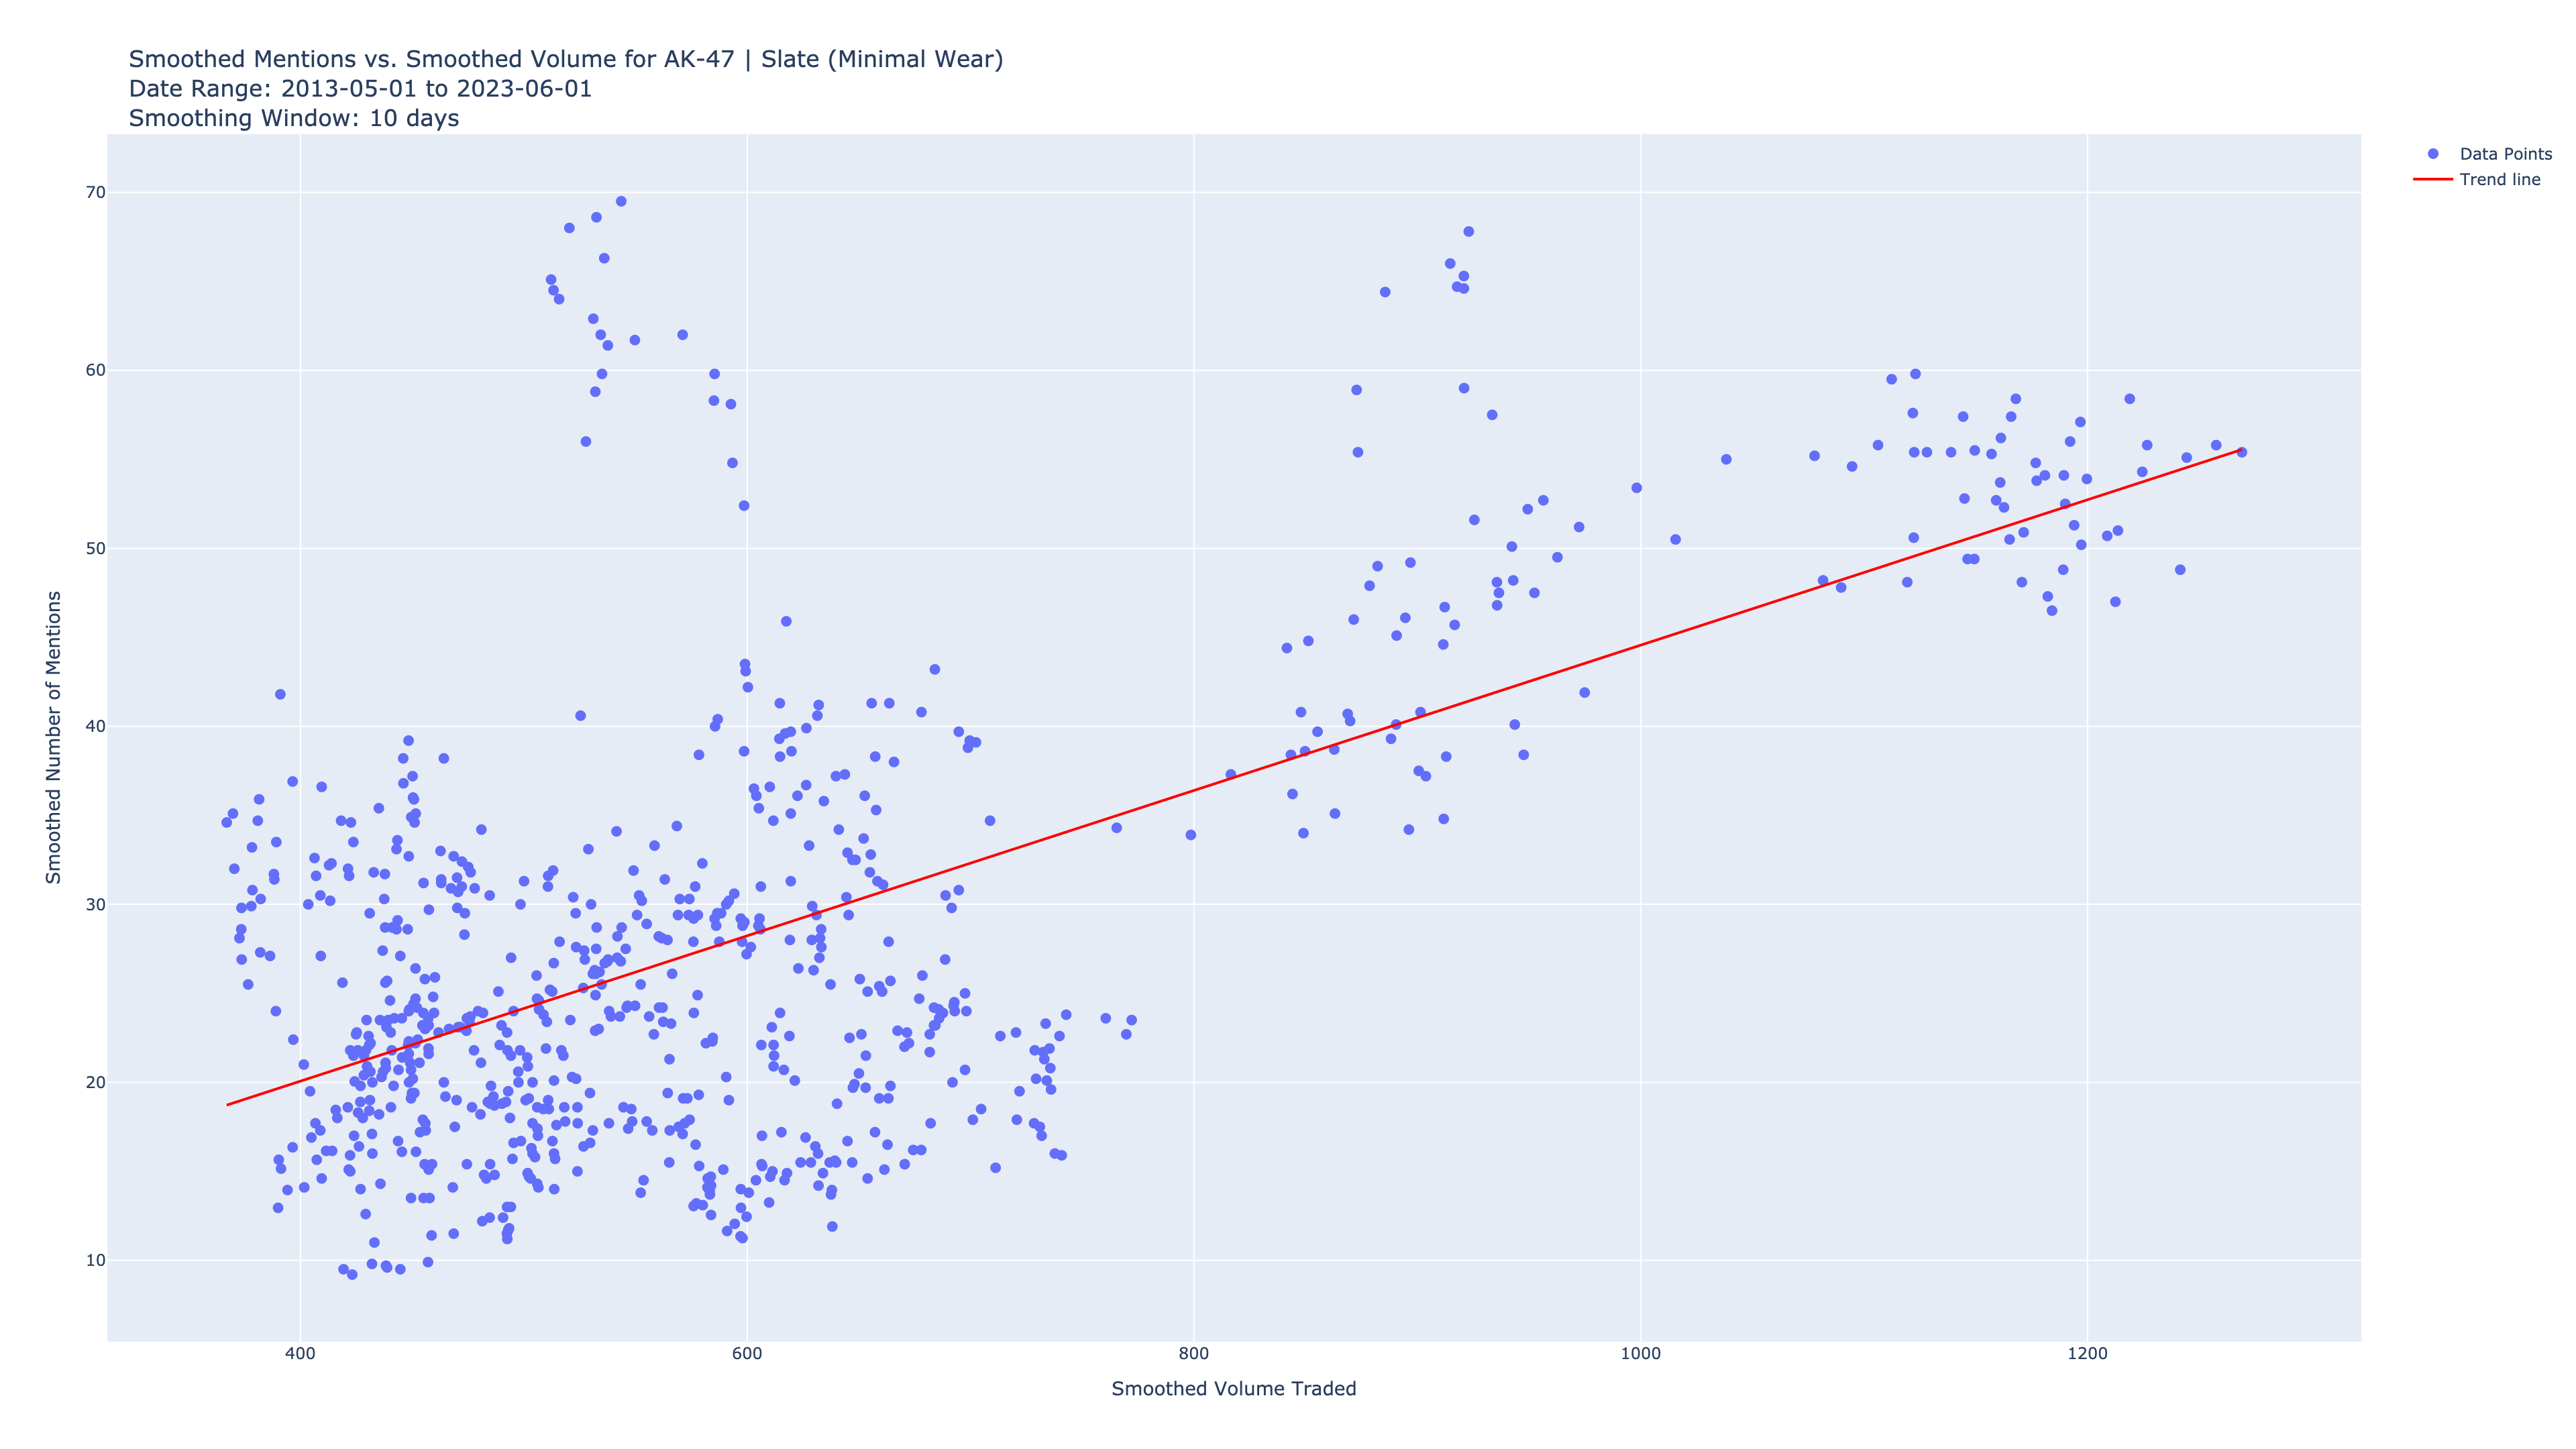 Smoothed Mentions vs. Smoothed Volume for AK-47 | Slate (Minimal Wear)
Date Range: 2013-05-01 to 2023-06-01
Smoothing Window: 10 days
Data Points
Trend line
70
60
50
40
30
20
10
Smoothed Number of Mentions
400
600
800
1000
1200
Smoothed Volume Traded